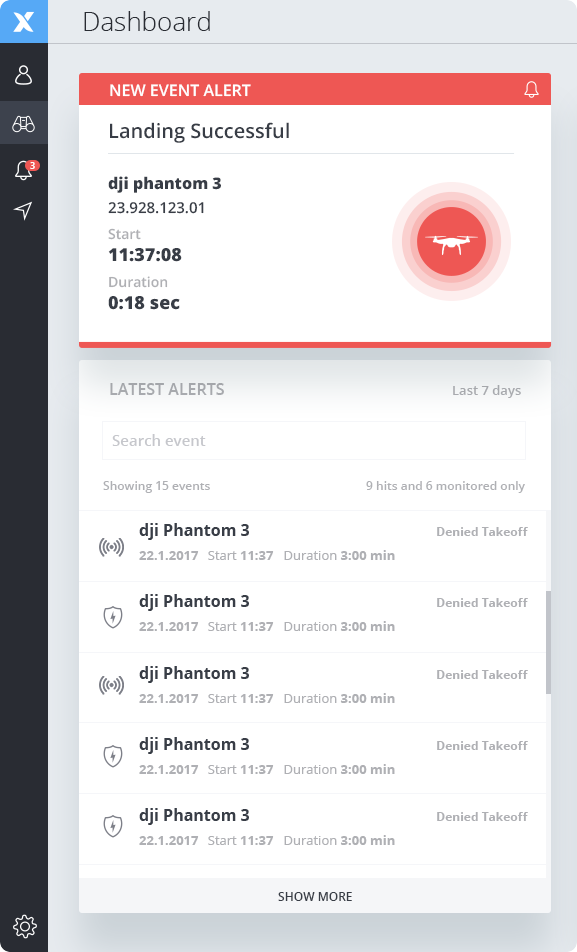 Dashboard
NEW EVENT ALERT
Landing Successful
dji phantom 3
23.928.123.01
Start
11:37:08
Duration
0:18 sec
3
LATEST ALERTS Last 7 days
Search event
Showing 15 events 9 hits and 6 monitored only
dji Phantom 3 Denied Takeoff
22.1.2017 Start 11:37 Duration 3:00 min
dji Phantom 3 Denied Takeoff
22.1.2017 Start 11:37 Duration 3:00 min
dji Phantom 3 Denied Takeoff
22.1.2017 Start 11:37 Duration 3:00 min
dji Phantom 3 Denied Takeoff
22.1.2017 Start 11:37 Duration 3:00 min
dji Phantom 3 Denied Takeoff
22.1.2017 Start 11:37 Duration 3:00 min
SHOW MORE